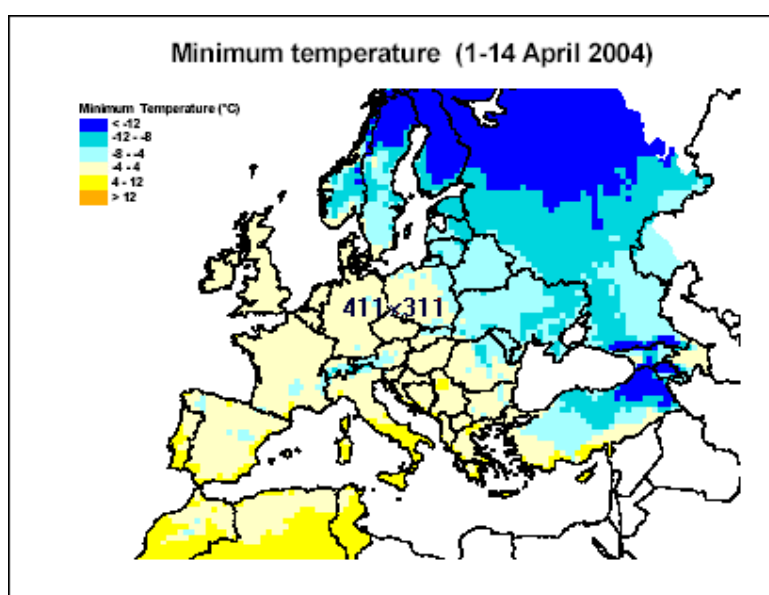 Minimum temperature (1-14 April 2004)
Minimum Temperature (°C)
< -12
-12 - -8
-8 - -4
-4 - 4
4 - 12
> 12
411×311